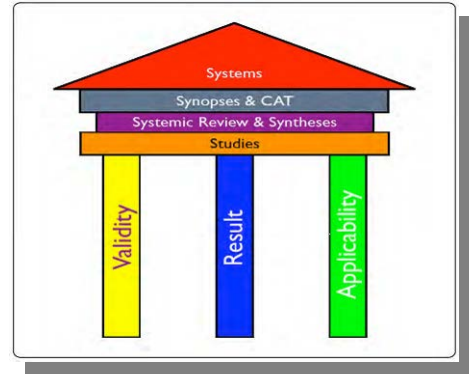 Systems
Synopses & CAT
Systemic Review & Syntheses
Studies
Validity
Result
Applicability